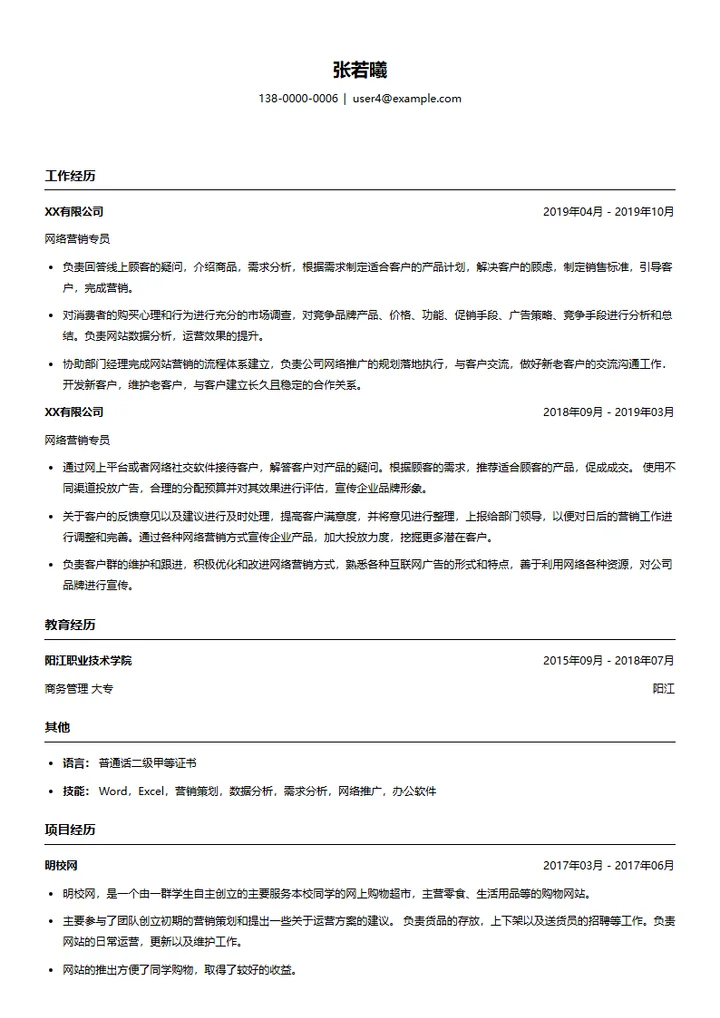 张若曦
138-0000-0006 | user4@example.com
工作经历
XX有限公司 2019年04月 - 2019年10月
网络营销专员
• 负责回答线上顾客的疑问，介绍商品，需求分析，根据需求制定适合客户的产品计划，解决客户的顾虑，制定销售标准，引导客
户，完成营销。
• 对消费者的购买心理和行为进行充分的市场调查，对竞争品牌产品、价格、功能、促销手段、广告策略、竞争手段进行分析和总
结。负责网站数据分析，运营效果的提升。
• 协助部门经理完成网站营销的流程体系建立，负责公司网络推广的规划落地执行，与客户交流，做好新老客户的交流沟通工作.
开发新客户，维护老客户，与客户建立长久且稳定的合作关系。
XX有限公司 2018年09月 - 2019年03月
网络营销专员
• 通过网上平台或者网络社交软件接待客户，解答客户对产品的疑问。根据顾客的需求，推荐适合顾客的产品，促成成交。 使用不
同渠道投放广告，合理的分配预算并对其效果进行评估，宣传企业品牌形象。
• 关于客户的反馈意见以及建议进行及时处理，提高客户满意度，并将意见进行整理，上报给部门领导，以便对日后的营销工作进
行调整和完善。通过各种网络营销方式宣传企业产品，加大投放力度，挖掘更多潜在客户。
• 负责客户群的维护和跟进，积极优化和改进网络营销方式，熟悉各种互联网广告的形式和特点，善于利用网络各种资源，对公司
品牌进行宣传。
教育经历
阳江职业技术学院 2015年09月 - 2018年07月
商务管理 大专 阳江
其他
• 语言： 普通话二级甲等证书
• 技能： Word，Excel，营销策划，数据分析，需求分析，网络推广，办公软件
项目经历
明校网 2017年03月 - 2017年06月
• 明校网，是一个由一群学生自主创立的主要服务本校同学的网上购物超市，主营零食、生活用品等的购物网站。
• 主要参与了团队创立初期的营销策划和提出一些关于运营方案的建议。 负责货品的存放，上下架以及送货员的招聘等工作。负责
网站的日常运营，更新以及维护工作。
• 网站的推出方便了同学购物，取得了较好的收益。